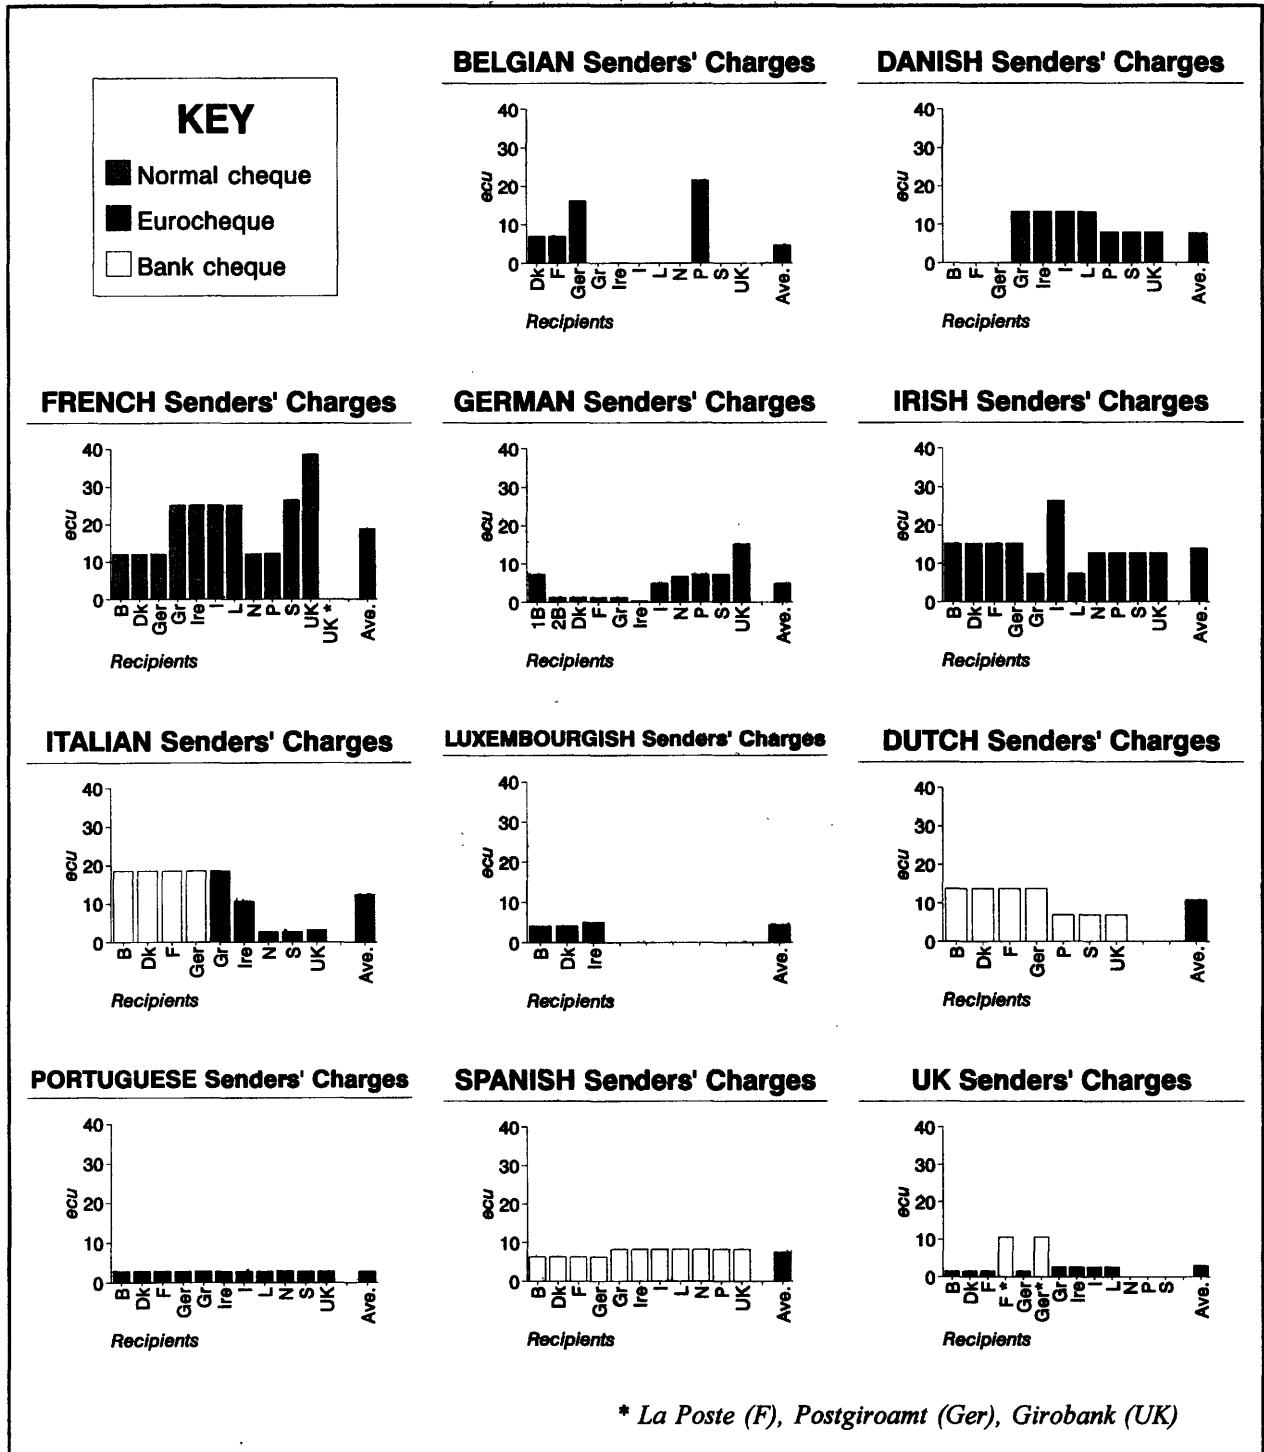 KEY
Normal cheque
Eurocheque
Bank cheque
BELGIAN Senders' Charges
ecu
40
30
20
10
0
Dk F Ger Gr Ire I L N P S UK Ave.
Recipients
DANISH Senders' Charges
ecu
40
30
20
10
0
B F Ger Gr Ire I L P S UK Ave.
Recipients
FRENCH Senders' Charges
ecu
40
30
20
10
0
B Dk Ger Gr Ire I L N P S UK UK * Ave.
Recipients
GERMAN Senders' Charges
ecu
40
30
20
10
0
1B 2B Dk F Gr Ire I N P S UK Ave.
Recipients
IRISH Senders' Charges
ecu
40
30
20
10
0
B Dk F Ger Gr I L N P S UK Ave.
Recipients
ITALIAN Senders' Charges
ecu
40
30
20
10
0
B Dk F Ger Gr Ire N S UK Ave.
Recipients
LUXEMBOURGISH Senders' Charges
ecu
40
30
20
10
0
B Dk Ire Ave.
Recipients
DUTCH Senders' Charges
ecu
40
30
20
10
0
B Dk F Ger P S UK Ave.
Recipients
PORTUGUESE Senders' Charges
ecu
40
30
20
10
0
B Dk F Ger Gr Ire I L N S UK Ave.
Recipients
SPANISH Senders' Charges
ecu
40
30
20
10
0
B Dk F Ger Gr Ire I L N P UK Ave.
Recipients
UK Senders' Charges
ecu
40
30
20
10
0
B Dk F F * Ger Ger* Gr Ire I L N P S Ave.
Recipients
* La Poste (F), Postgiroamt (Ger), Girobank (UK)